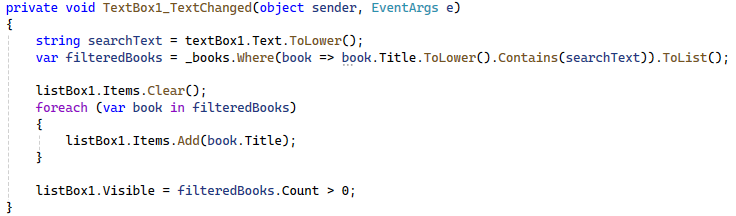 private void TextBox1_TextChanged(object sender, EventArgs e)
{
    string searchText = textBox1.Text.ToLower();
    var filteredBooks = _books.Where(book => book.Title.ToLower().Contains(searchText)).ToList();

    listBox1.Items.Clear();
    foreach (var book in filteredBooks)
    {
        listBox1.Items.Add(book.Title);
    }

    listBox1.Visible = filteredBooks.Count > 0;
}